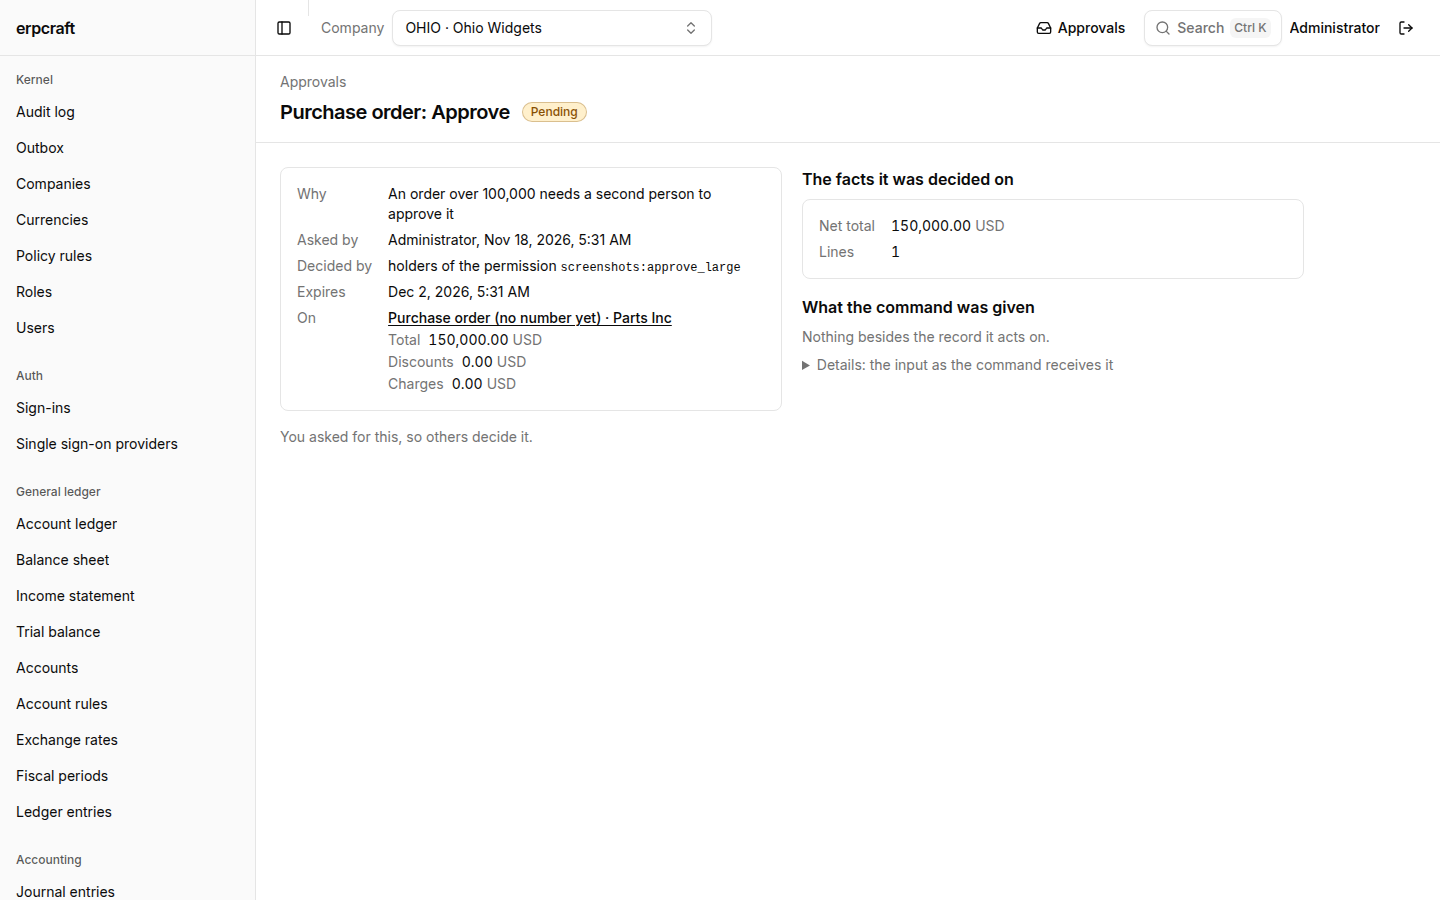 erpcraft
Company
OHIO · Ohio Widgets
Approvals
Search
Ctrl K
Administrator
Kernel
Audit log
Outbox
Companies
Currencies
Policy rules
Roles
Users
Auth
Sign-ins
Single sign-on providers
General ledger
Account ledger
Balance sheet
Income statement
Trial balance
Accounts
Account rules
Exchange rates
Fiscal periods
Ledger entries
Accounting
Journal entries
Approvals
Purchase order: Approve
Pending
Why An order over 100,000 needs a second person to
approve it
Asked by Administrator, Nov 18, 2026, 5:31 AM
Decided by holders of the permission screenshots:approve_large
Expires Dec 2, 2026, 5:31 AM
On Purchase order (no number yet) · Parts Inc
Total 150,000.00 USD
Discounts 0.00 USD
Charges 0.00 USD
You asked for this, so others decide it.
The facts it was decided on
Net total 150,000.00 USD
Lines 1
What the command was given
Nothing besides the record it acts on.
Details: the input as the command receives it